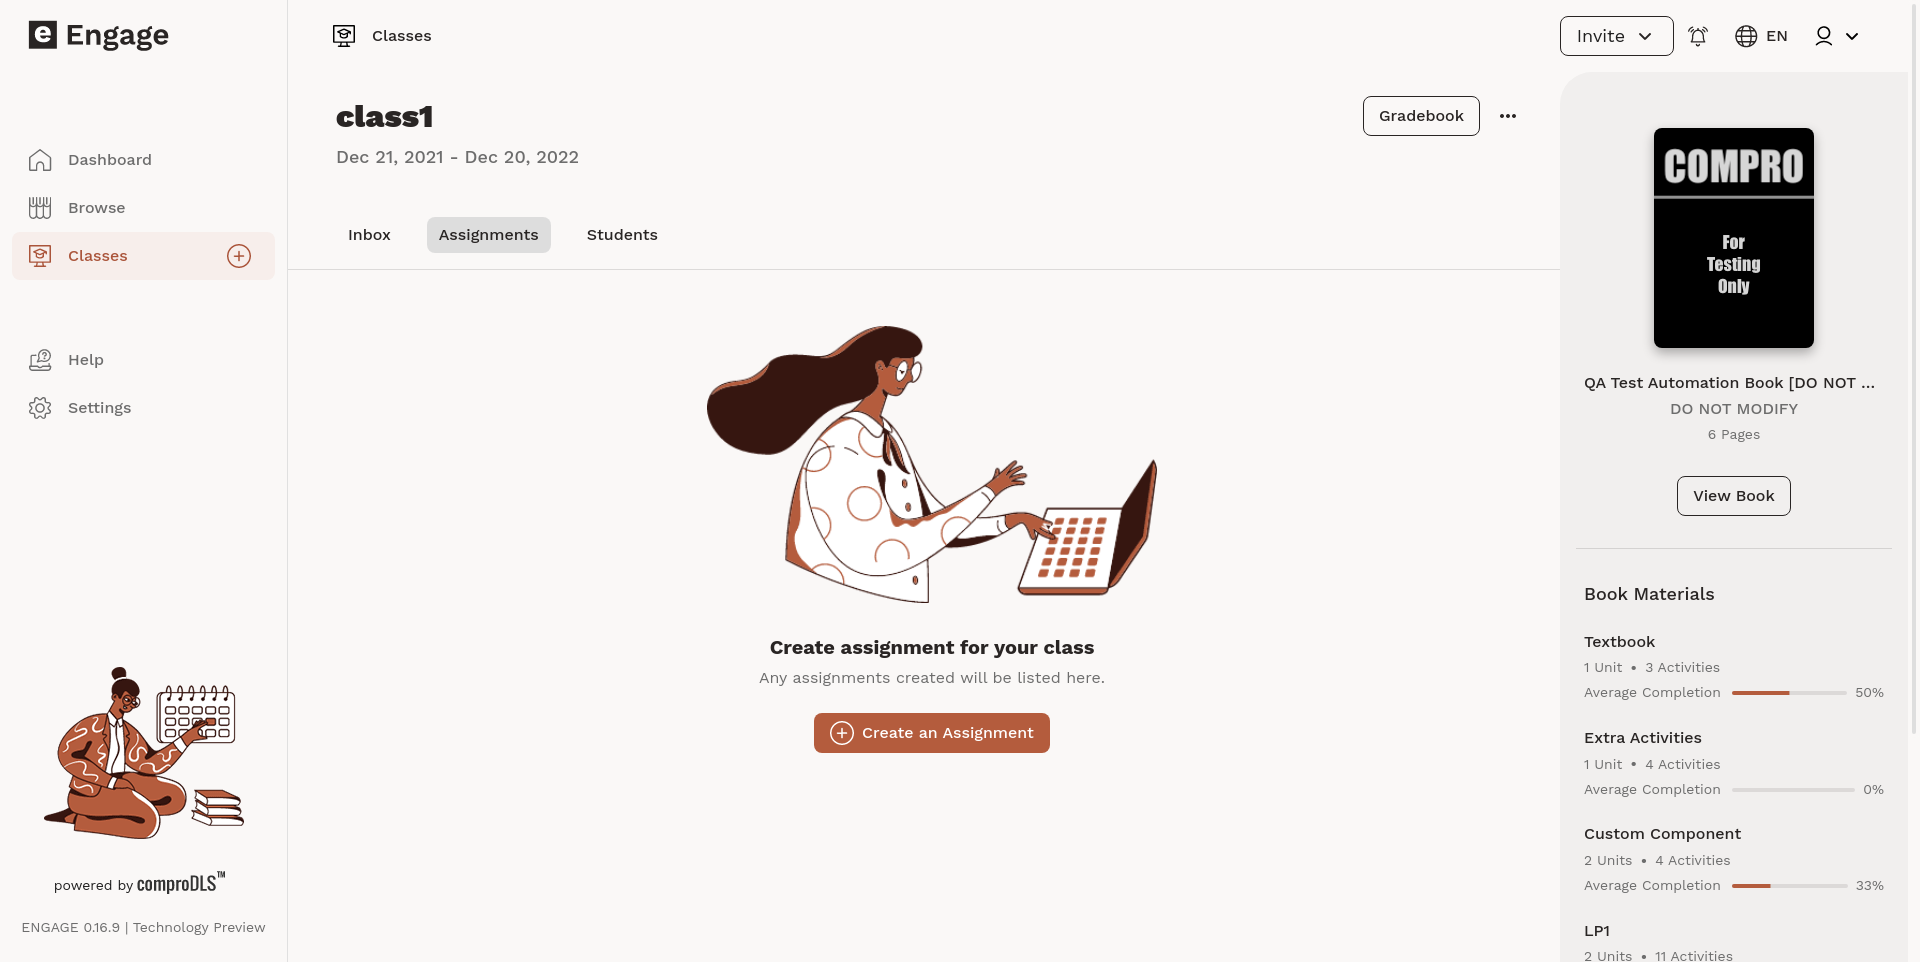 e Engage
Classes
Invite
EN
Dashboard
Browse
Classes
Help
Settings
powered by comproDLS™
ENGAGE 0.16.9 | Technology Preview
class1
Dec 21, 2021 - Dec 20, 2022
Gradebook
Inbox
Assignments
Students
Create assignment for your class
Any assignments created will be listed here.
Create an Assignment
COMPRO
For
Testing
Only
QA Test Automation Book [DO NOT ...
DO NOT MODIFY
6 Pages
View Book
Book Materials
Textbook
1 Unit • 3 Activities
Average Completion 50%
Extra Activities
1 Unit • 4 Activities
Average Completion 0%
Custom Component
2 Units • 4 Activities
Average Completion 33%
LP1
2 Units • 11 Activities